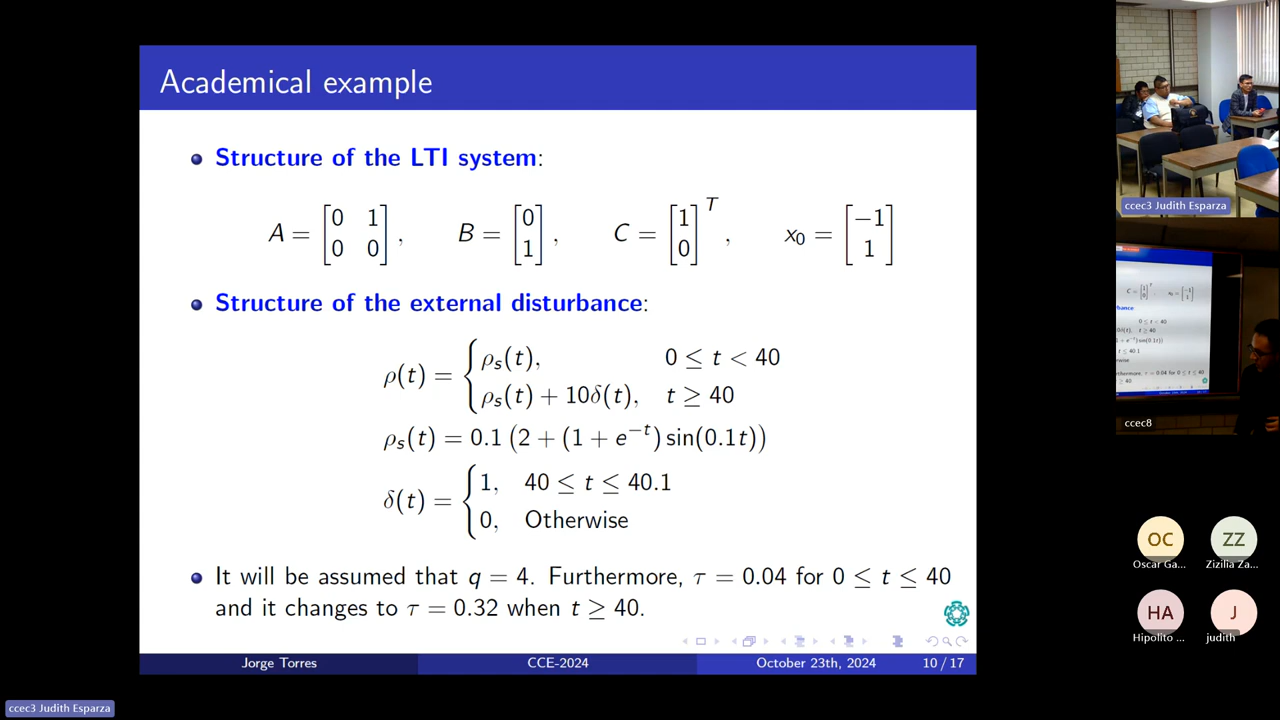 Academical example
Structure of the LTI system:
A = [0 1; 0 0], B = [0; 1], C = [1; 0]^T, x₀ = [−1; 1]
Structure of the external disturbance:
ρ(t) = { ρₛ(t), 0 ≤ t < 40
ρₛ(t) + 10δ(t), t ≥ 40
ρₛ(t) = 0.1 (2 + (1 + e^{−t}) sin(0.1t))
δ(t) = { 1, 40 ≤ t ≤ 40.1
0, Otherwise
It will be assumed that q = 4. Furthermore, τ = 0.04 for 0 ≤ t ≤ 40
and it changes to τ = 0.32 when t ≥ 40.
Jorge Torres CCE-2024 October 23th, 2024 10 / 17
ccec3 Judith Esparza
ccec3 Judith Esparza
ccec8
OC
Oscar Ga...
ZZ
Zizilia Za...
HA
Hipolito ...
J
judith